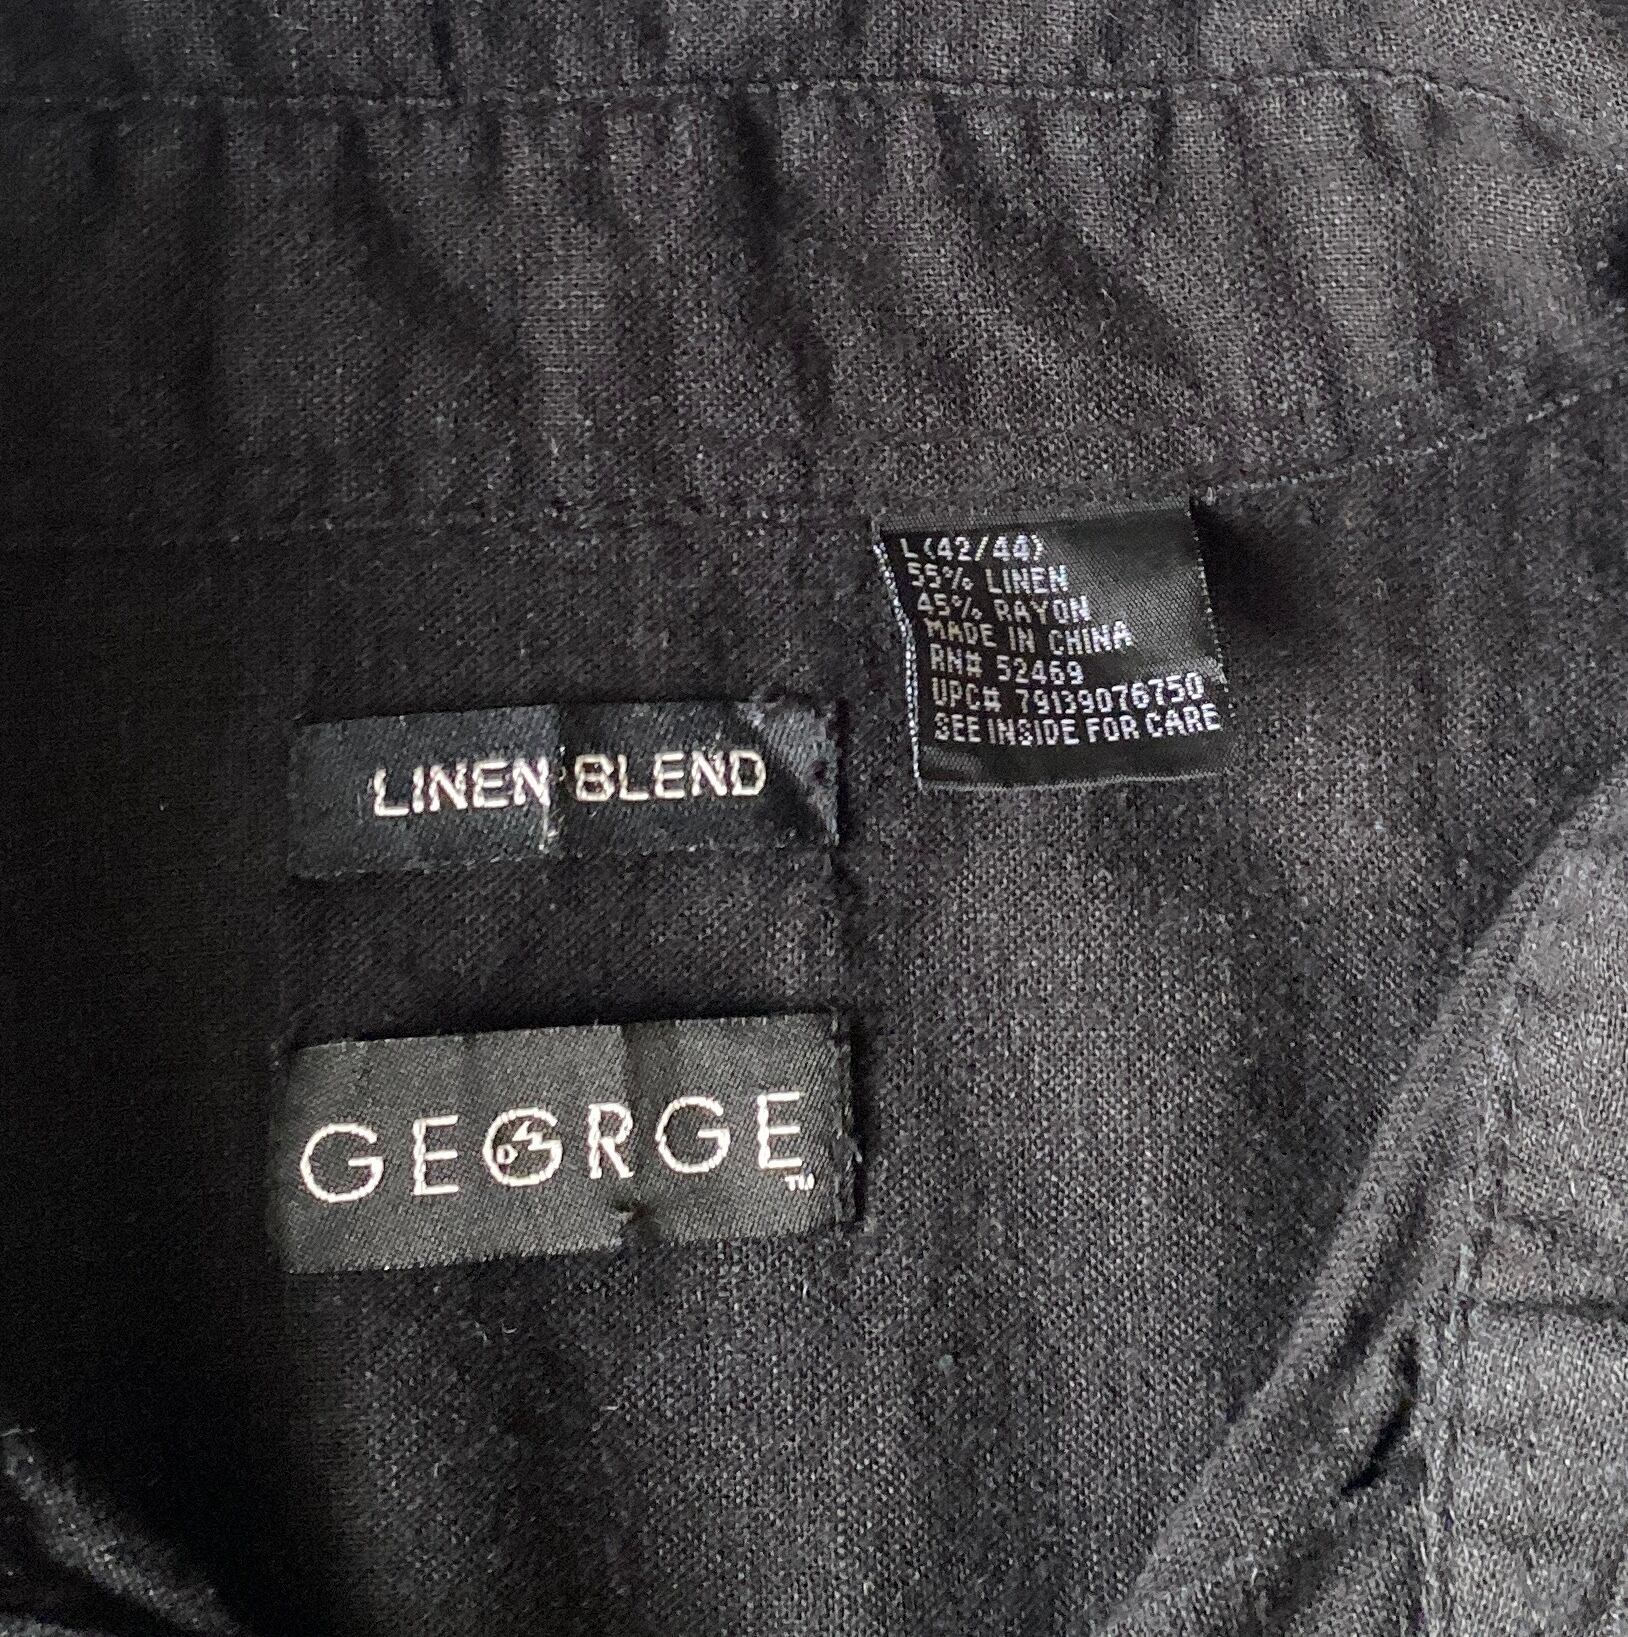 L(42/44)
55% LINEN
45% RAYON
MADE IN CHINA
RN# 52469
UPC# 79139076750
SEE INSIDE FOR CARE
LINEN BLEND
GEORGE
TM